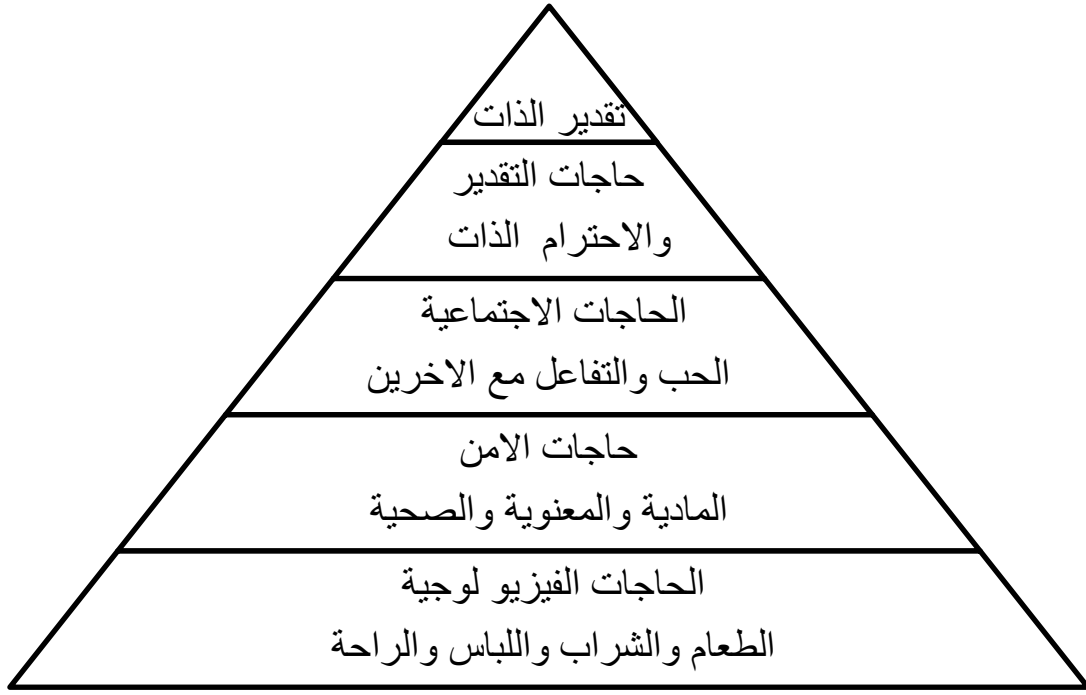 تقدير الذات
حاجات التقدير
والاحترام الذات
الحاجات الاجتماعية
الحب والتفاعل مع الاخرين
حاجات الامن
المادية والمعنوية والصحية
الحاجات الفيزيو لوجية
الطعام والشراب واللباس والراحة